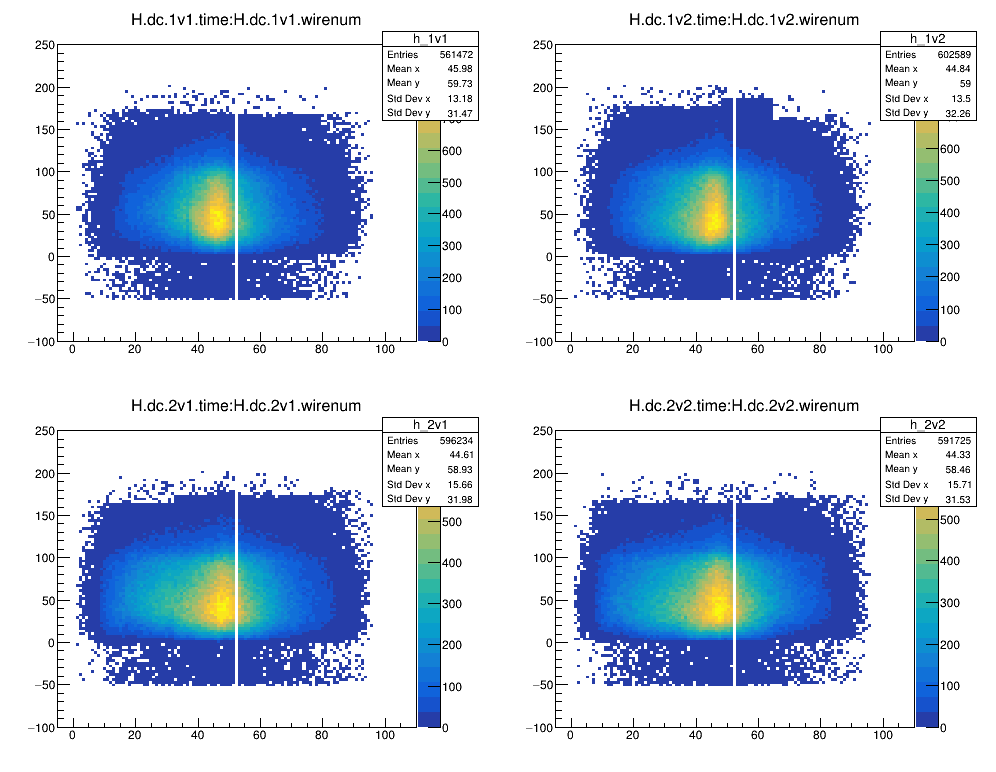 H.dc.1v1.time:H.dc.1v1.wirenum
h_1v1
Entries 561472
Mean x 45.98
Mean y 59.73
Std Dev x 13.18
Std Dev y 31.47
250
200
150
100
50
0
−50
−100
0 20 40 60 80 100
600
500
400
300
200
100
0
H.dc.1v2.time:H.dc.1v2.wirenum
h_1v2
Entries 602589
Mean x 44.84
Mean y 59
Std Dev x 13.5
Std Dev y 32.26
250
200
150
100
50
0
−50
−100
0 20 40 60 80 100
600
500
400
300
200
100
0
H.dc.2v1.time:H.dc.2v1.wirenum
h_2v1
Entries 596234
Mean x 44.61
Mean y 58.93
Std Dev x 15.66
Std Dev y 31.98
250
200
150
100
50
0
−50
−100
0 20 40 60 80 100
500
400
300
200
100
0
H.dc.2v2.time:H.dc.2v2.wirenum
h_2v2
Entries 591725
Mean x 44.33
Mean y 58.46
Std Dev x 15.71
Std Dev y 31.53
250
200
150
100
50
0
−50
−100
0 20 40 60 80 100
500
400
300
200
100
0